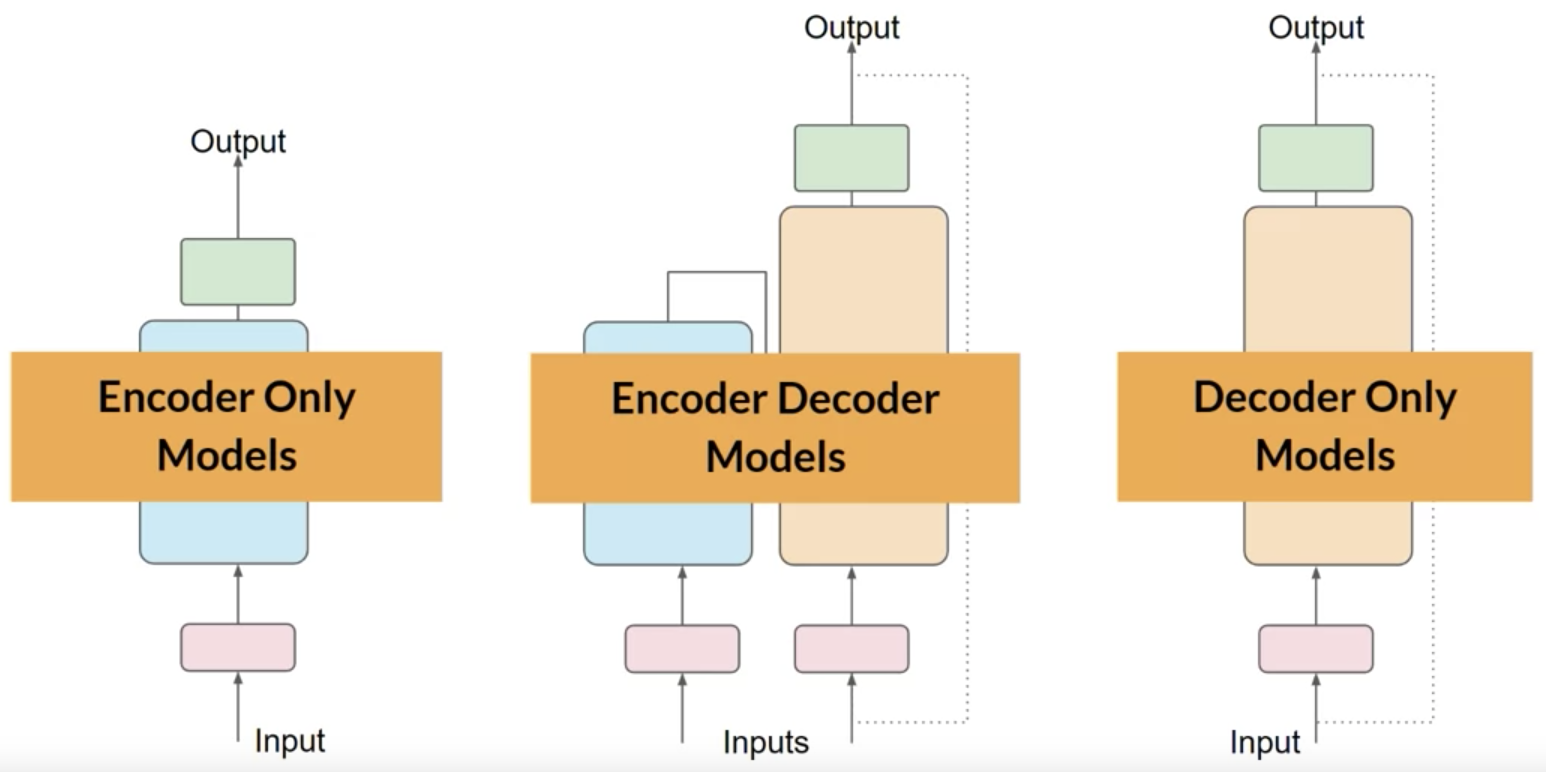 Output
Encoder Only
Models
Input
Output
Encoder Decoder
Models
Inputs
Output
Decoder Only
Models
Input